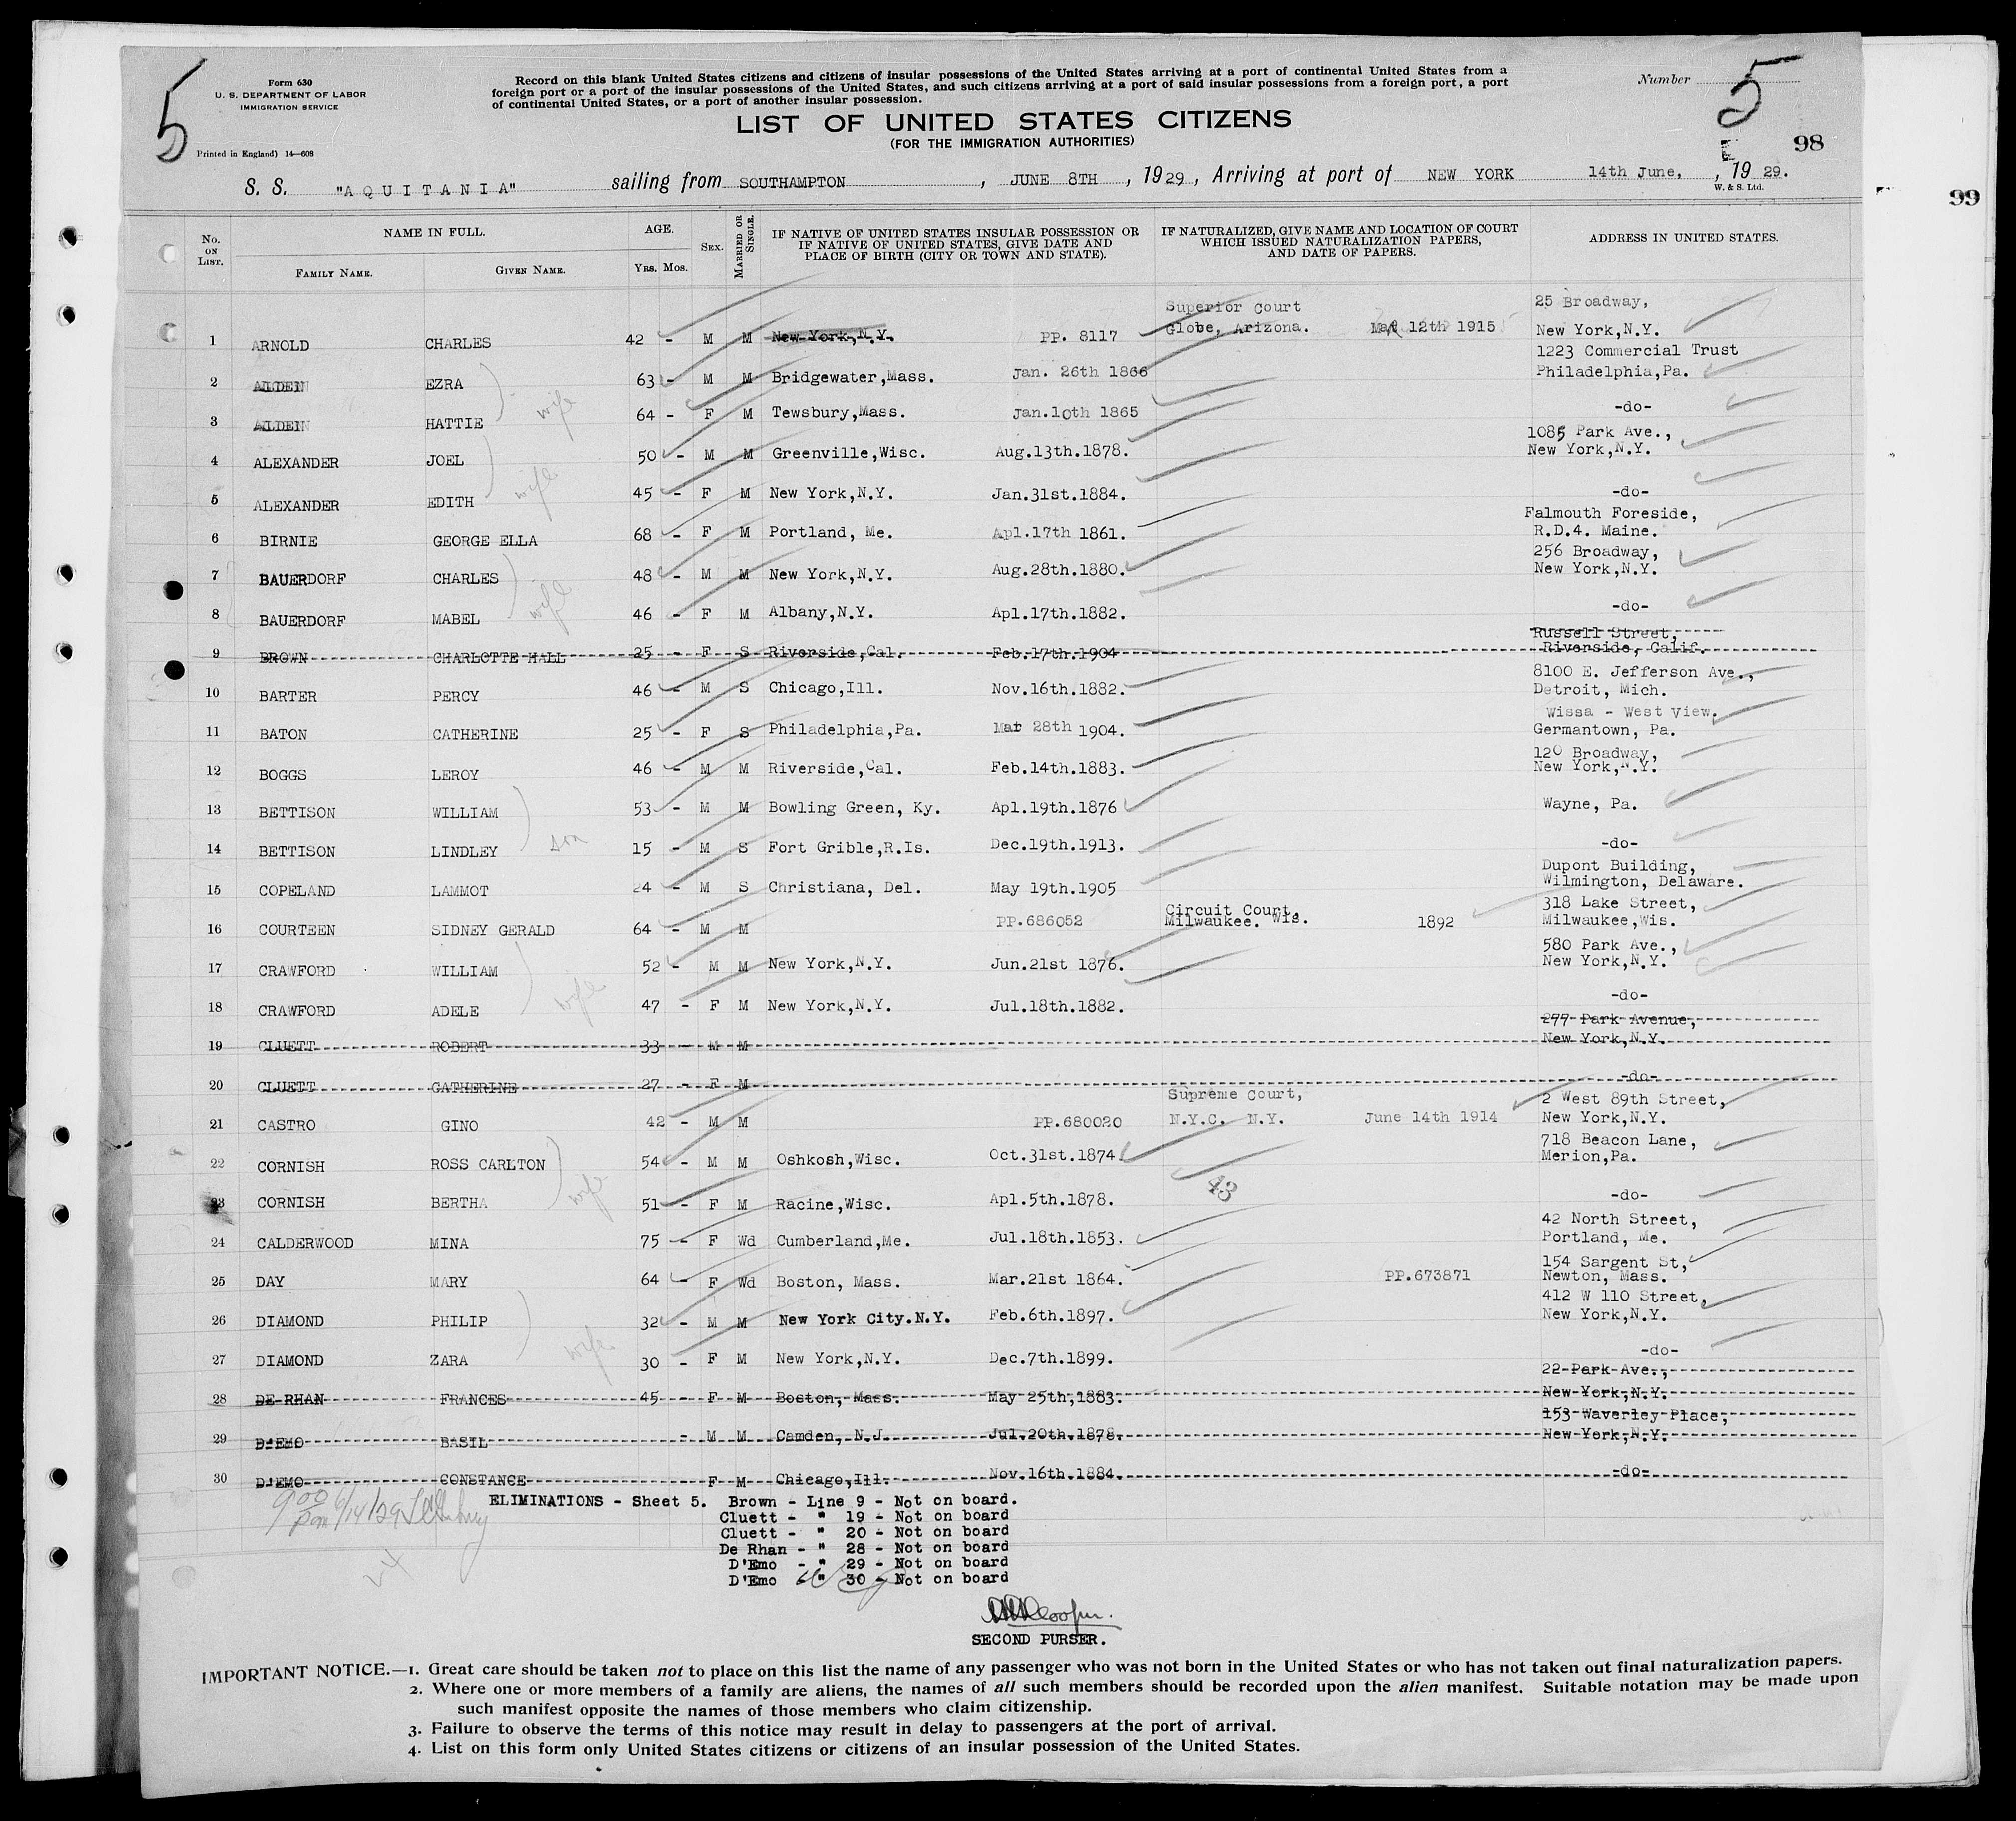 5
Form 630
U. S. DEPARTMENT OF LABOR
IMMIGRATION SERVICE
Printed in England) 14—608
Record on this blank United States citizens and citizens of insular possessions of the United States arriving at a port of continental United States from a
foreign port or a port of the insular possessions of the United States, and such citizens arriving at a port of said insular possessions from a foreign port, a port
of continental United States, or a port of another insular possession.
Number 5
LIST OF UNITED STATES CITIZENS
(FOR THE IMMIGRATION AUTHORITIES)
98
99
S. S. "AQUITANIA" sailing from SOUTHAMPTON, JUNE 8TH, 1929, Arriving at port of NEW YORK 14th June, , 19 29.
W. & S. Ltd.
No. ON LIST. NAME IN FULL. FAMILY NAME. GIVEN NAME. AGE. YRS. MOS. SEX. MARRIED OR SINGLE. IF NATIVE OF UNITED STATES INSULAR POSSESSION OR IF NATIVE OF UNITED STATES, GIVE DATE AND PLACE OF BIRTH (CITY OR TOWN AND STATE). IF NATURALIZED, GIVE NAME AND LOCATION OF COURT WHICH ISSUED NATURALIZATION PAPERS, AND DATE OF PAPERS. ADDRESS IN UNITED STATES.
Superior Court 25 Broadway,
1 ARNOLD CHARLES 42 - M M New York,N.Y. PP. 8117 Globe, Arizona. 12th 1915 New York,N.Y.
1223 Commercial Trust
2 ALDEN EZRA 63 - M M Bridgewater,Mass. Jan. 26th 1866 Philadelphia,Pa.
3 ALDEN HATTIE wife 64 - F M Tewsbury,Mass. Jan.10th 1865 -do-
1085 Park Ave.,
4 ALEXANDER JOEL 50 - M M Greenville,Wisc. Aug.13th.1878. New York,N.Y.
5 ALEXANDER EDITH wife 45 - F M New York,N.Y. Jan.31st.1884. -do-
Falmouth Foreside,
6 BIRNIE GEORGE ELLA 68 - F M Portland, Me. Apl.17th 1861. R.D.4. Maine.
256 Broadway,
7 BAUERDORF CHARLES 48 - M M New York,N.Y. Aug.28th.1880. New York,N.Y.
8 BAUERDORF MABEL wife 46 - F M Albany,N.Y. Apl.17th.1882. -do-
Russell Street,
9 BROWN CHARLOTTE HALL 25 - F S Riverside,Cal. Feb.17th.1904 Riverside, Calif.
8100 E. Jefferson Ave.,
10 BARTER PERCY 46 - M S Chicago,Ill. Nov.16th.1882. Detroit, Mich.
Wissa - West View.
11 BATON CATHERINE 25 - F S Philadelphia,Pa. Mar 28th 1904. Germantown, Pa.
120 Broadway,
12 BOGGS LEROY 46 - M M Riverside,Cal. Feb.14th.1883. New York,N.Y.
13 BETTISON WILLIAM 53 - M M Bowling Green, Ky. Apl.19th.1876 Wayne, Pa.
14 BETTISON LINDLEY son 15 - M S Fort Grible,R.Is. Dec.19th.1913. -do-
Dupont Building,
15 COPELAND LAMMOT 24 - M S Christiana, Del. May 19th.1905 Wilmington, Delaware.
Circuit Court, 318 Lake Street,
16 COURTEEN SIDNEY GERALD 64 - M M PP.686052 Milwaukee. Wis. 1892 Milwaukee,Wis.
580 Park Ave.,
17 CRAWFORD WILLIAM 52 - M M New York,N.Y. Jun.21st 1876. New York,N.Y.
18 CRAWFORD ADELE wife 47 - F M New York,N.Y. Jul.18th.1882. -do-
277 Park Avenue,
19 CLUETT ROBERT 33 - M M New York,N.Y.
20 CLUETT GATHERINE 27 - F M -do-
Supreme Court, 2 West 89th Street,
21 CASTRO GINO 42 - M M PP.680020 N.Y.C. N.Y. June 14th 1914 New York,N.Y.
718 Beacon Lane,
22 CORNISH ROSS CARLTON 54 - M M Oshkosh,Wisc. Oct.31st.1874. Merion,Pa.
43
23 CORNISH BERTHA wife 51 - F M Racine,Wisc. Apl.5th.1878. -do-
42 North Street,
24 CALDERWOOD MINA 75 - F Wd Cumberland,Me. Jul.18th.1853. Portland, Me.
154 Sargent St,
25 DAY MARY 64 - F Wd Boston, Mass. Mar.21st 1864. PP.673871 Newton, Mass.
412 W 110 Street,
26 DIAMOND PHILIP 32 - M M New York City.N.Y. Feb.6th.1897. New York,N.Y.
27 DIAMOND ZARA wife 30 - F M New York,N.Y. Dec.7th.1899. -do-
22 Park Ave.,
28 DE RHAN FRANCES 45 - F M Boston, Mass. May 25th,1883. New York,N.Y.
153 Waverley Place,
29 D'EMO BASIL - M M Camden, N.J. Jul.20th.1878. New York,N.Y.
30 D'EMO CONSTANCE F M Chicago,Ill. Nov.16th.1884. -do-
900 pm 6/14/29
ELIMINATIONS - Sheet 5. Brown - Line 9 - Not on board.
Cluett - " 19 - Not on board
Cluett - " 20 - Not on board
De Rhan - " 28 - Not on board
D'Emo - " 29 - Not on board
D'Emo " 30 - Not on board
Cooper.
SECOND PURSER.
IMPORTANT NOTICE.—1. Great care should be taken not to place on this list the name of any passenger who was not born in the United States or who has not taken out final naturalization papers.
2. Where one or more members of a family are aliens, the names of all such members should be recorded upon the alien manifest. Suitable notation may be made upon
such manifest opposite the names of those members who claim citizenship.
3. Failure to observe the terms of this notice may result in delay to passengers at the port of arrival.
4. List on this form only United States citizens or citizens of an insular possession of the United States.